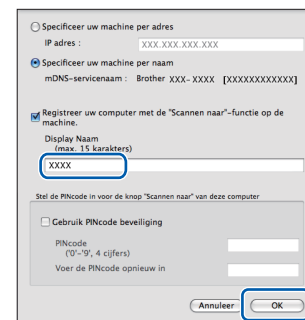 Specificeer uw machine per adres
IP adres : XXX.XXX.XXX.XXX
Specificeer uw machine per naam
mDNS-servicenaam : Brother XXX-XXXX [XXXXXXXXXXXX]
Registreer uw computer met de "Scannen naar"-functie op de
machine.
Display Naam
(max. 15 karakters)
XXXX
Stel de PINcode in voor de knop "Scannen naar" van deze computer
Gebruik PINcode beveiliging
PINcode
('0'-'9', 4 cijfers)
Voer de PINcode opnieuw in
Annuleer OK